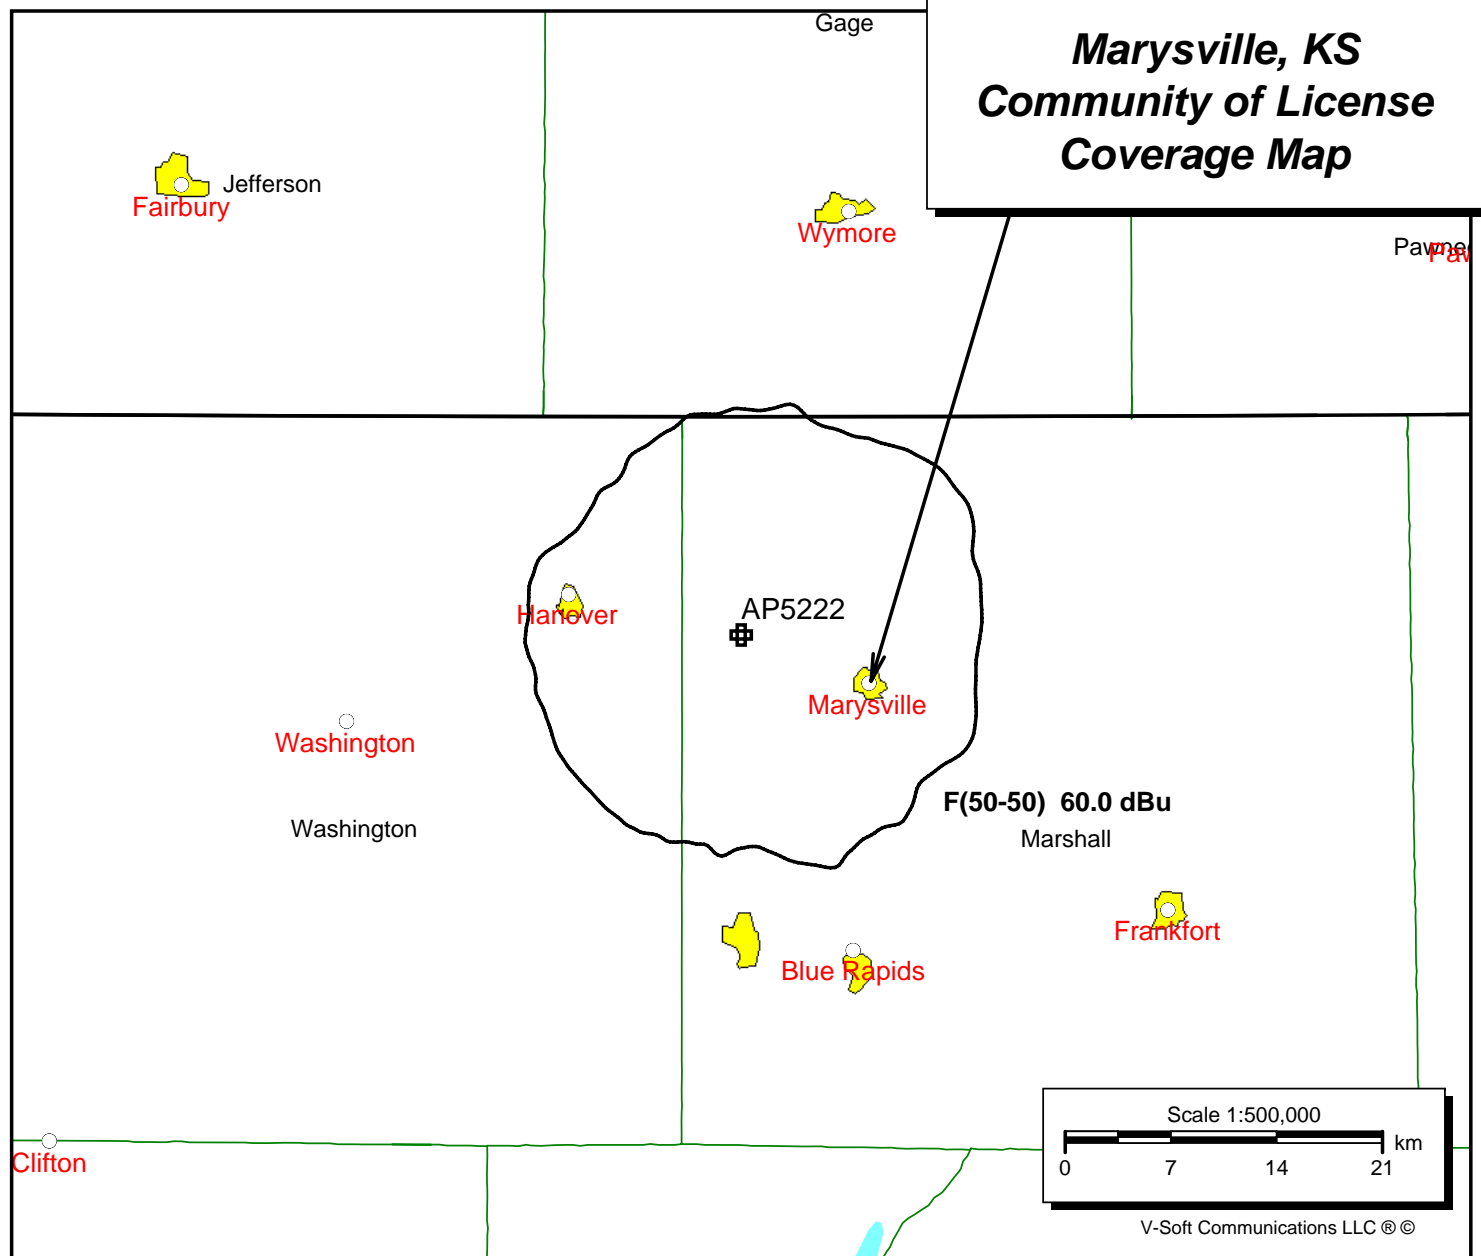 Gage
Marysville, KS
Community of License
Coverage Map
Jefferson
Fairbury
Wymore
Pawnee
Paw
AP5222
Hanover
Marysville
Washington
F(50-50) 60.0 dBu
Washington
Marshall
Frankfort
Blue Rapids
Scale 1:500,000
km
0 7 14 21
Clifton
V-Soft Communications LLC ® ©